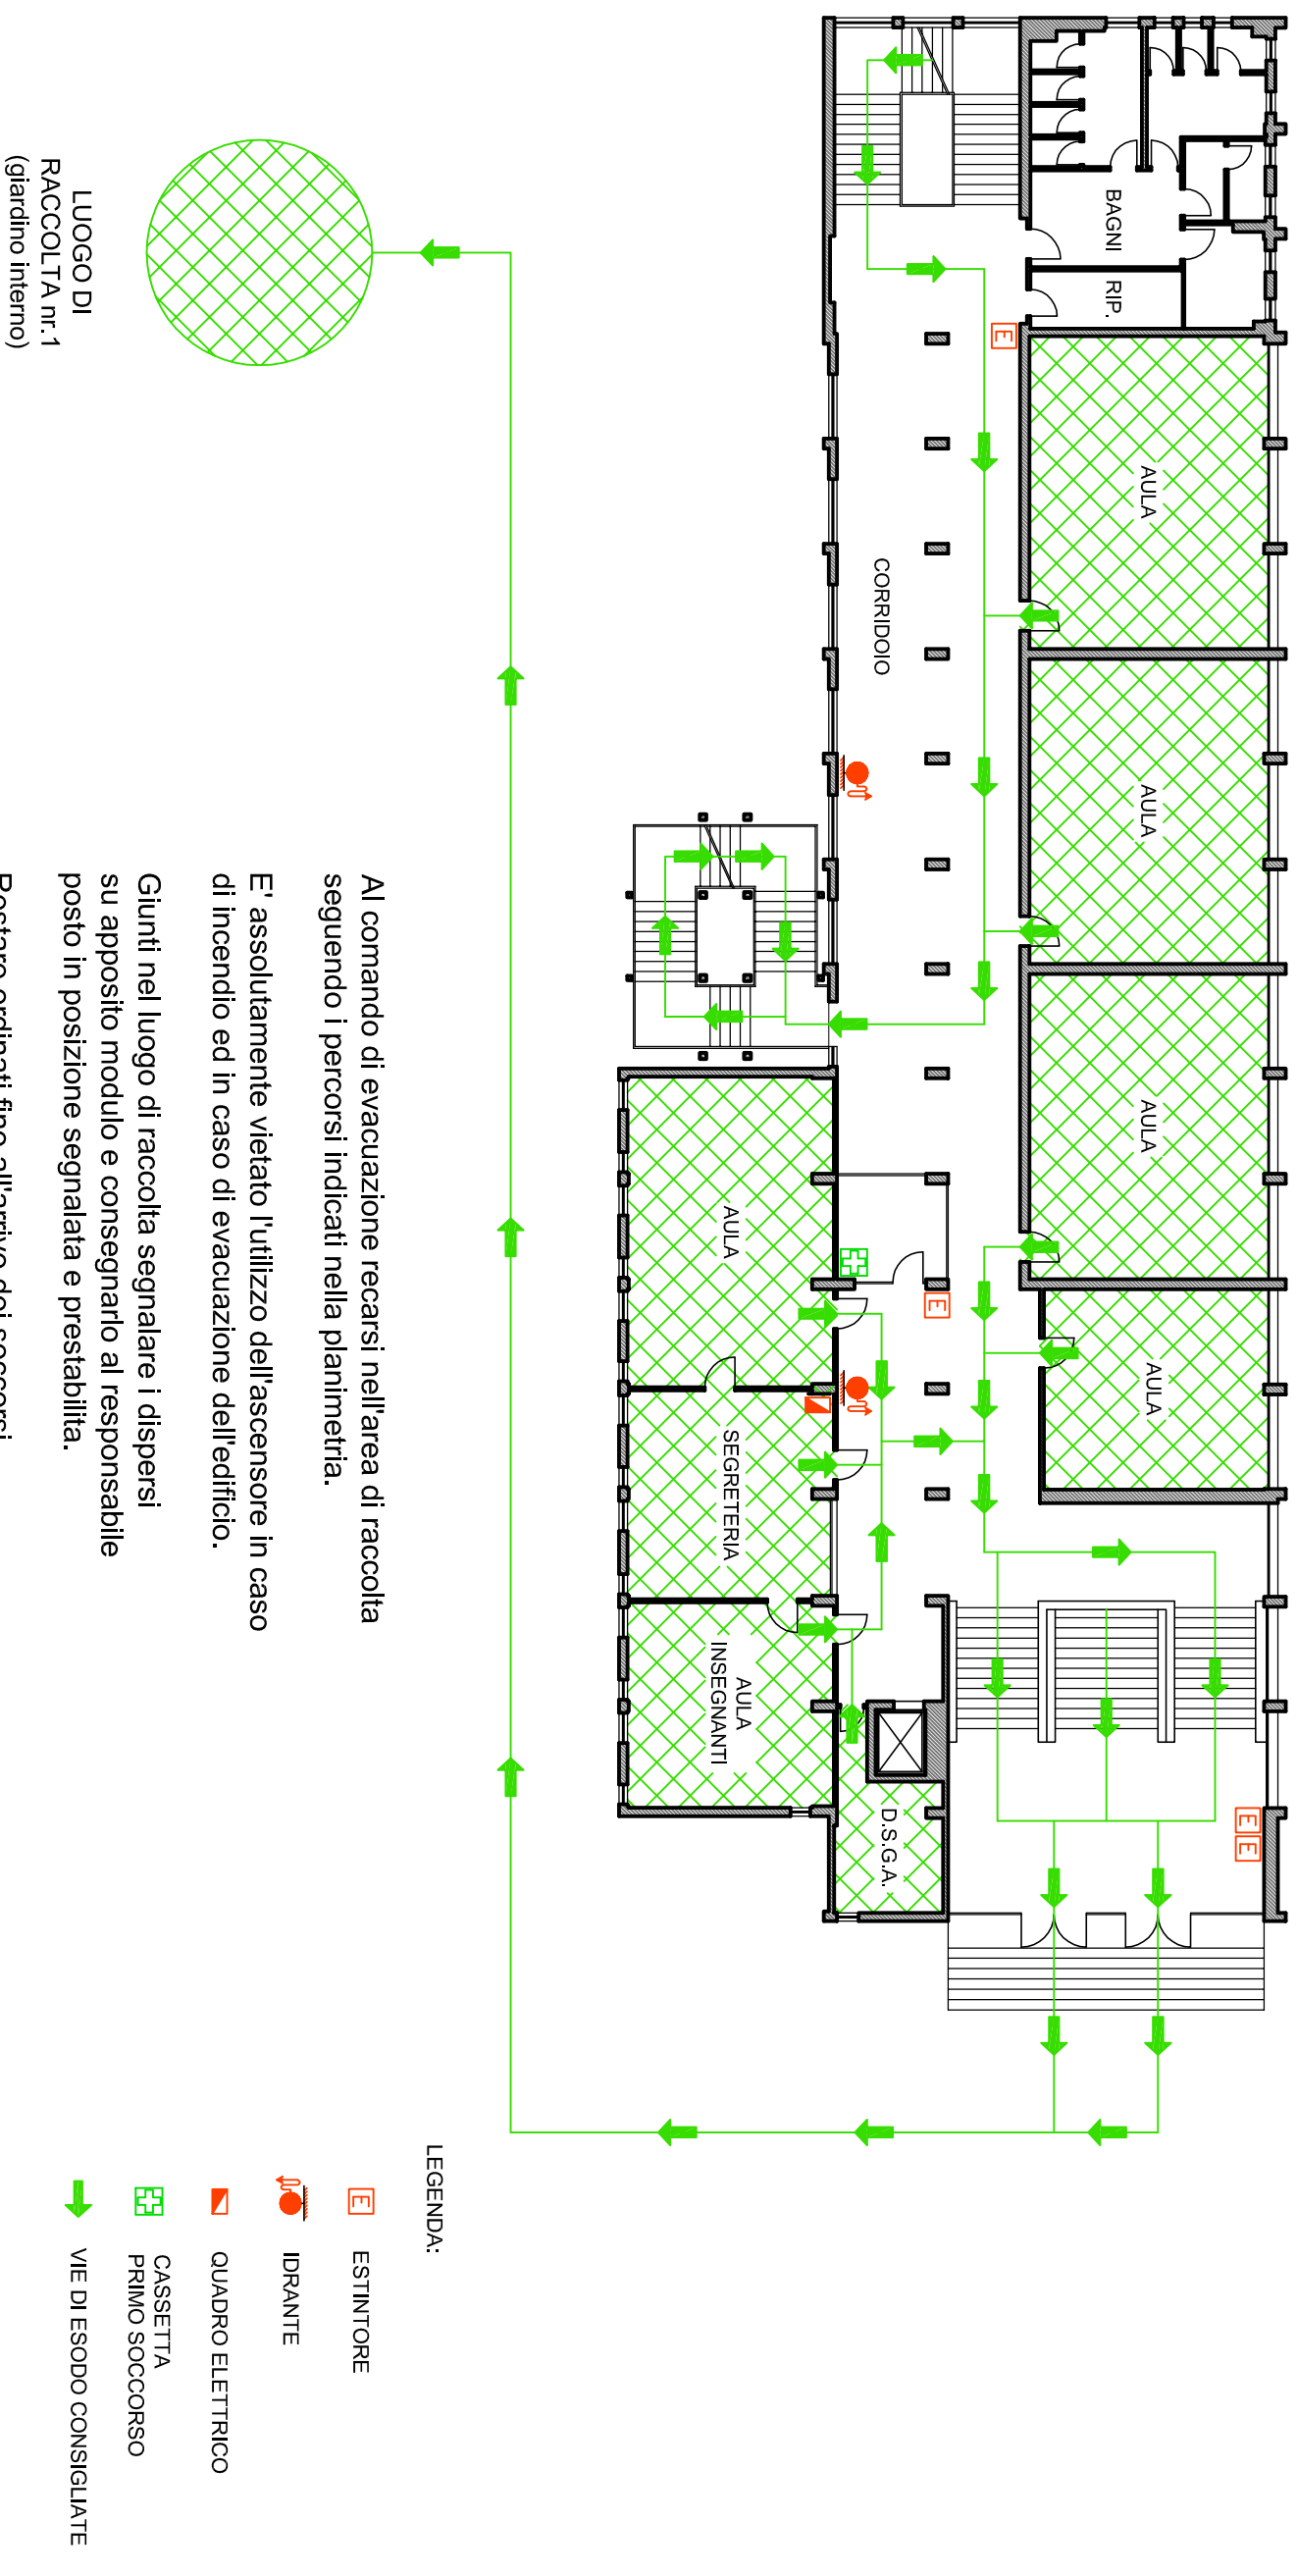 BAGNI
RIP.
AULA
AULA
AULA
AULA
CORRIDOIO
AULA
SEGRETERIA
AULA
INSEGNANTI
D.S.G.A.
E
E
E
E
LUOGO DI
RACCOLTA nr.1
(giardino interno)
Al comando di evacuazione recarsi nell'area di raccolta
seguendo i percorsi indicati nella planimetria.
E' assolutamente vietato l'utilizzo dell'ascensore in caso
di incendio ed in caso di evacuazione dell'edificio.
Giunti nel luogo di raccolta segnalare i dispersi
su apposito modulo e consegnarlo al responsabile
posto in posizione segnalata e prestabilita.
LEGENDA:
E ESTINTORE
IDRANTE
QUADRO ELETTRICO
CASSETTA
PRIMO SOCCORSO
VIE DI ESODO CONSIGLIATE